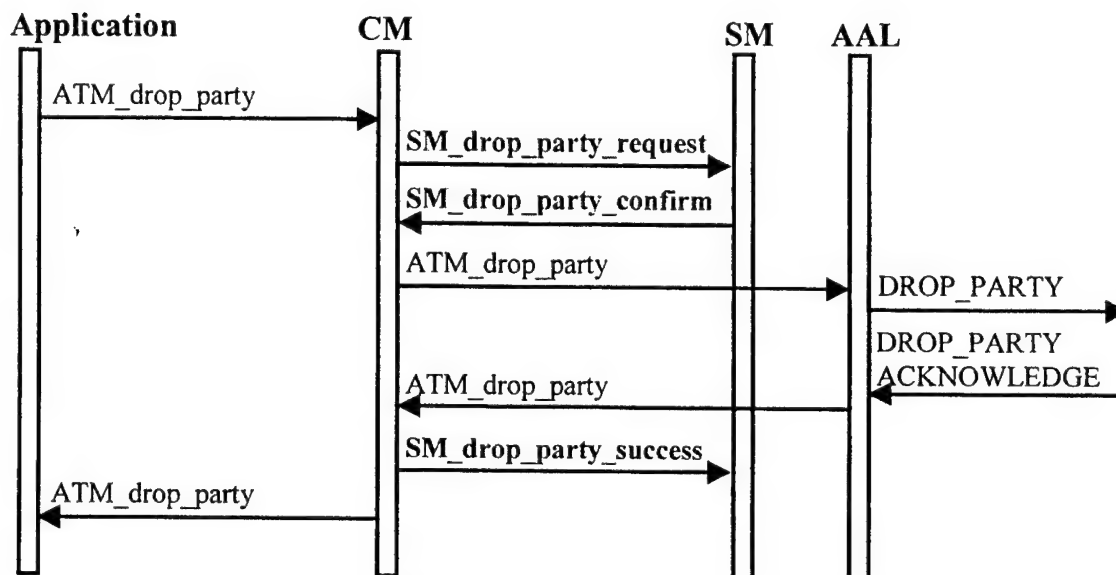 Application CM SM AAL
ATM_drop_party
SM_drop_party_request
SM_drop_party_confirm
ATM_drop_party
DROP_PARTY
DROP_PARTY
ACKNOWLEDGE
ATM_drop_party
SM_drop_party_success
ATM_drop_party